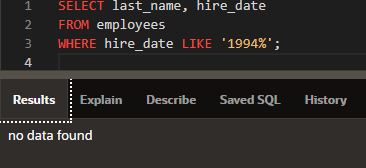 1 SELECT last_name, hire_date
2 FROM employees
3 WHERE hire_date LIKE '1994%';
4
Results Explain Describe Saved SQL History
no data found